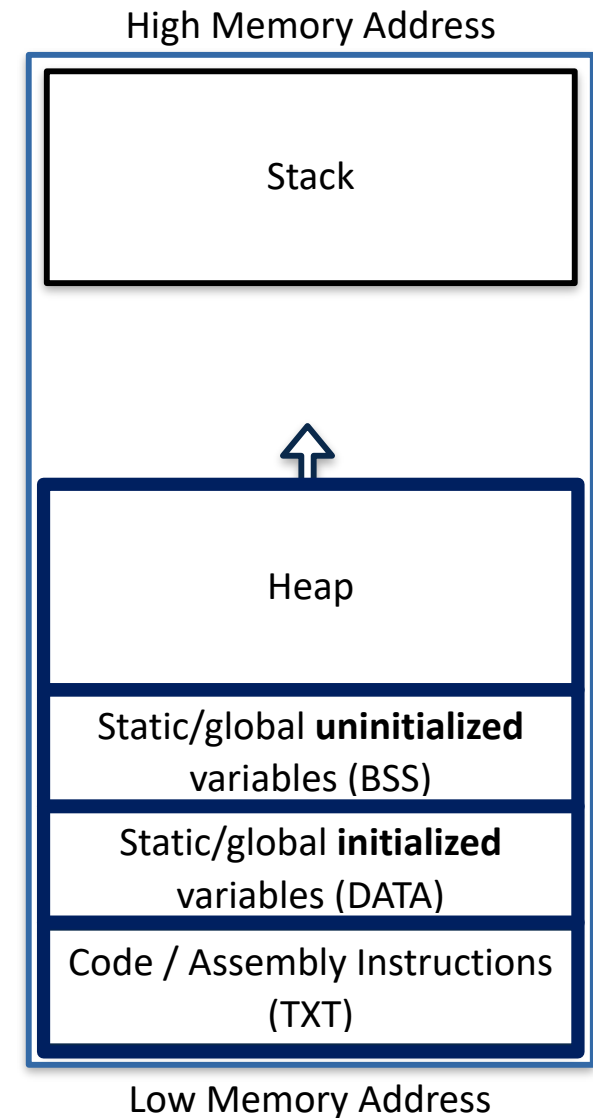 High Memory Address
Stack
Heap
Static/global uninitialized
variables (BSS)
Static/global initialized
variables (DATA)
Code / Assembly Instructions
(TXT)
Low Memory Address